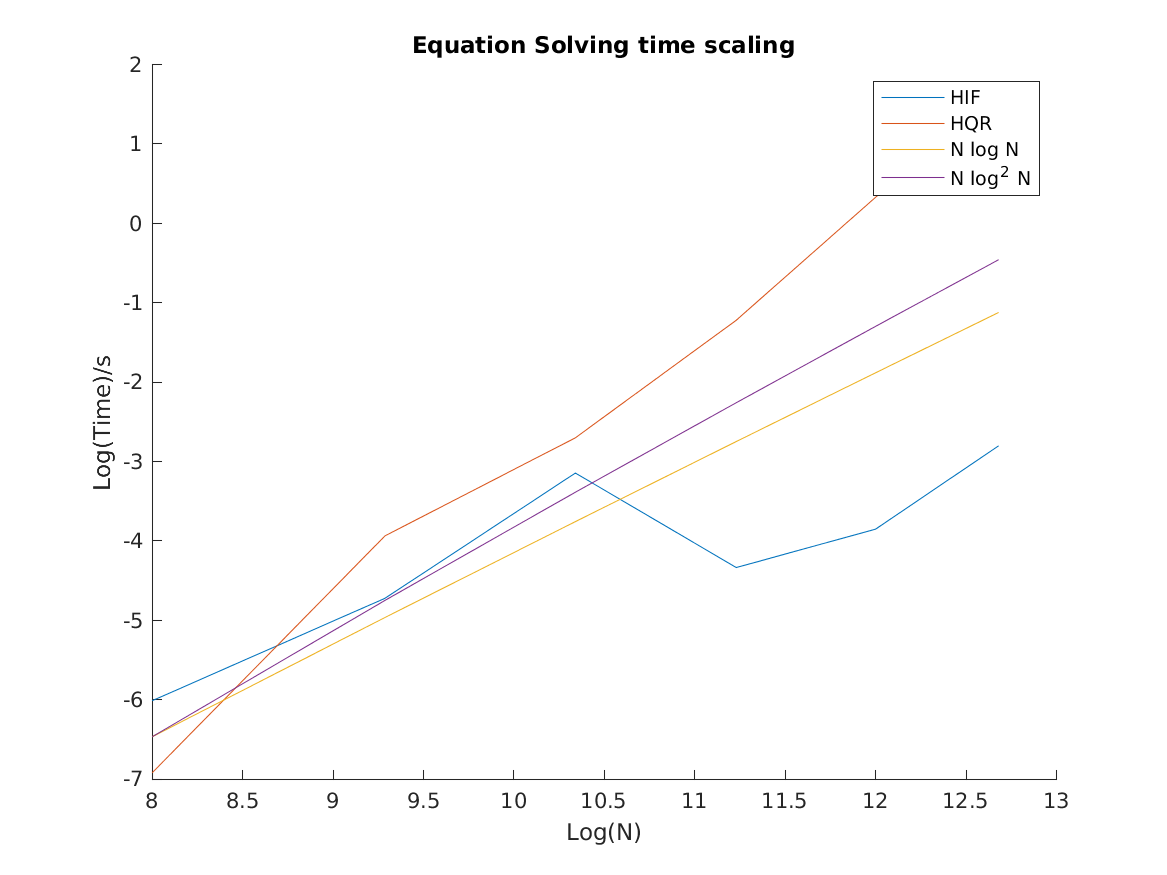 Equation Solving time scaling
HIF
HQR
N log N
N log² N
2
1
0
-1
-2
-3
-4
-5
-6
-7
Log(Time)/s
8 8.5 9 9.5 10 10.5 11 11.5 12 12.5 13
Log(N)